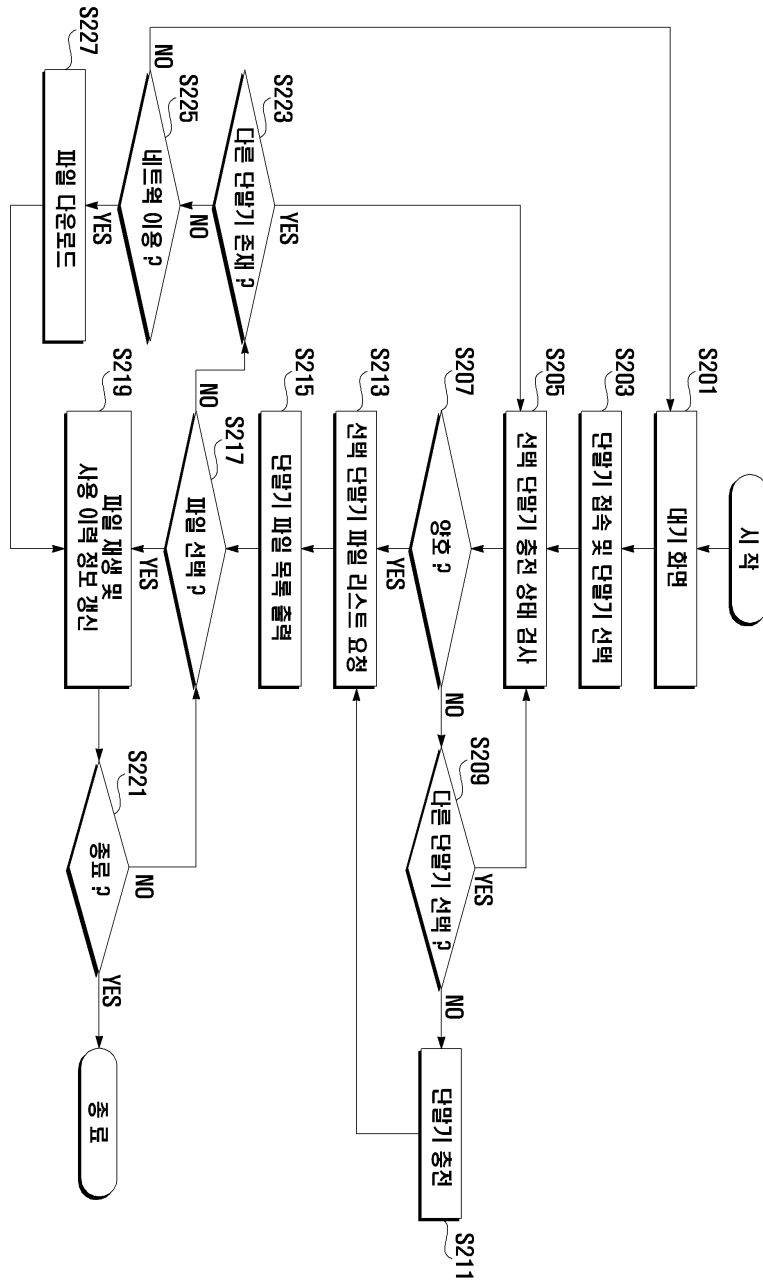 시 작
S201
대기 화면
S203
단말기 접속 및 단말기 선택
S205
선택 단말기 충전 상태 검사
S207
양호 ?
YES
NO
S209
다른 단말기 선택 ?
YES
NO
S211
단말기 충전
S213
선택 단말기 파일 리스트 요청
S215
단말기 파일 목록 출력
S217
파일 선택 ?
NO
YES
S219
파일 재생 및
사용 이력 정보 갱신
S221
종료 ?
NO
YES
종 료
S223
다른 단말기 존재 ?
YES
NO
S225
네트웍 이용 ?
NO
YES
S227
파일 다운로드